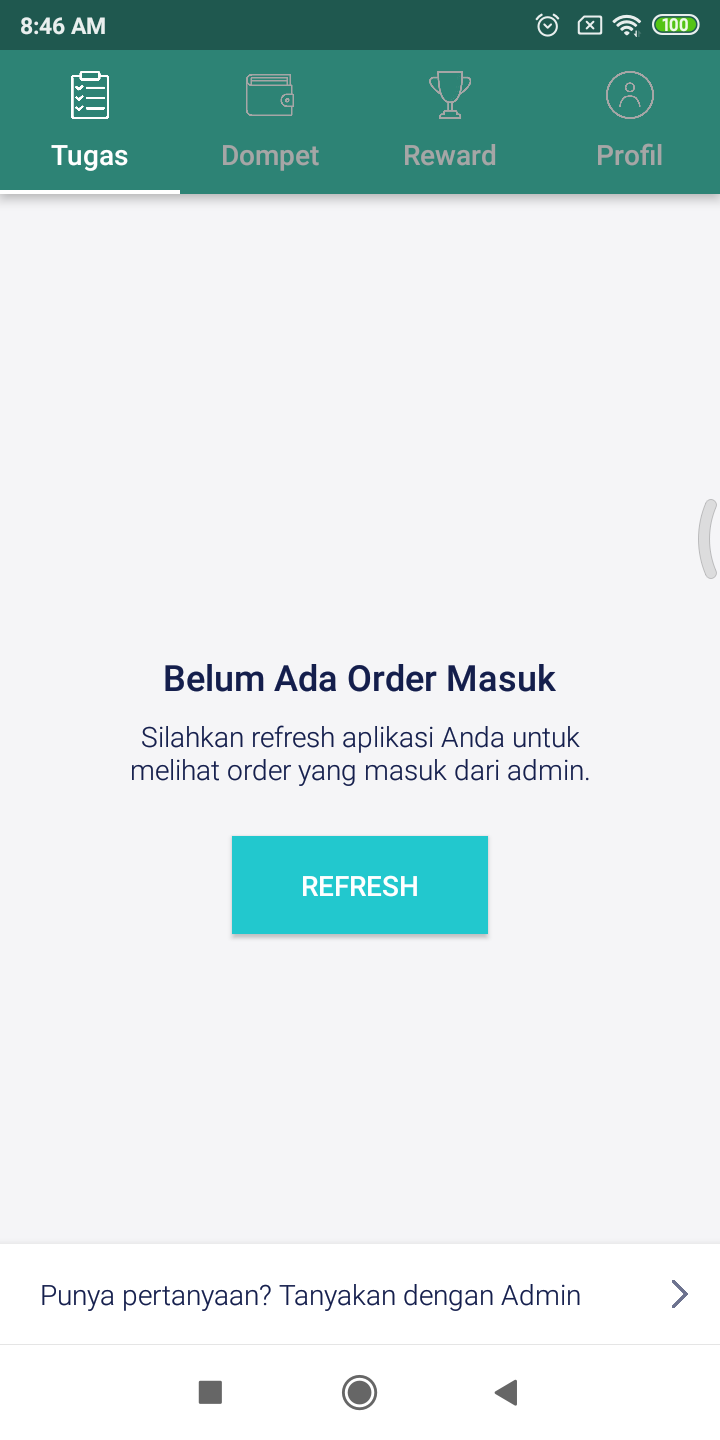 8:46 AM
100
Tugas
Dompet
Reward
Profil
Belum Ada Order Masuk
Silahkan refresh aplikasi Anda untuk
melihat order yang masuk dari admin.
REFRESH
Punya pertanyaan? Tanyakan dengan Admin